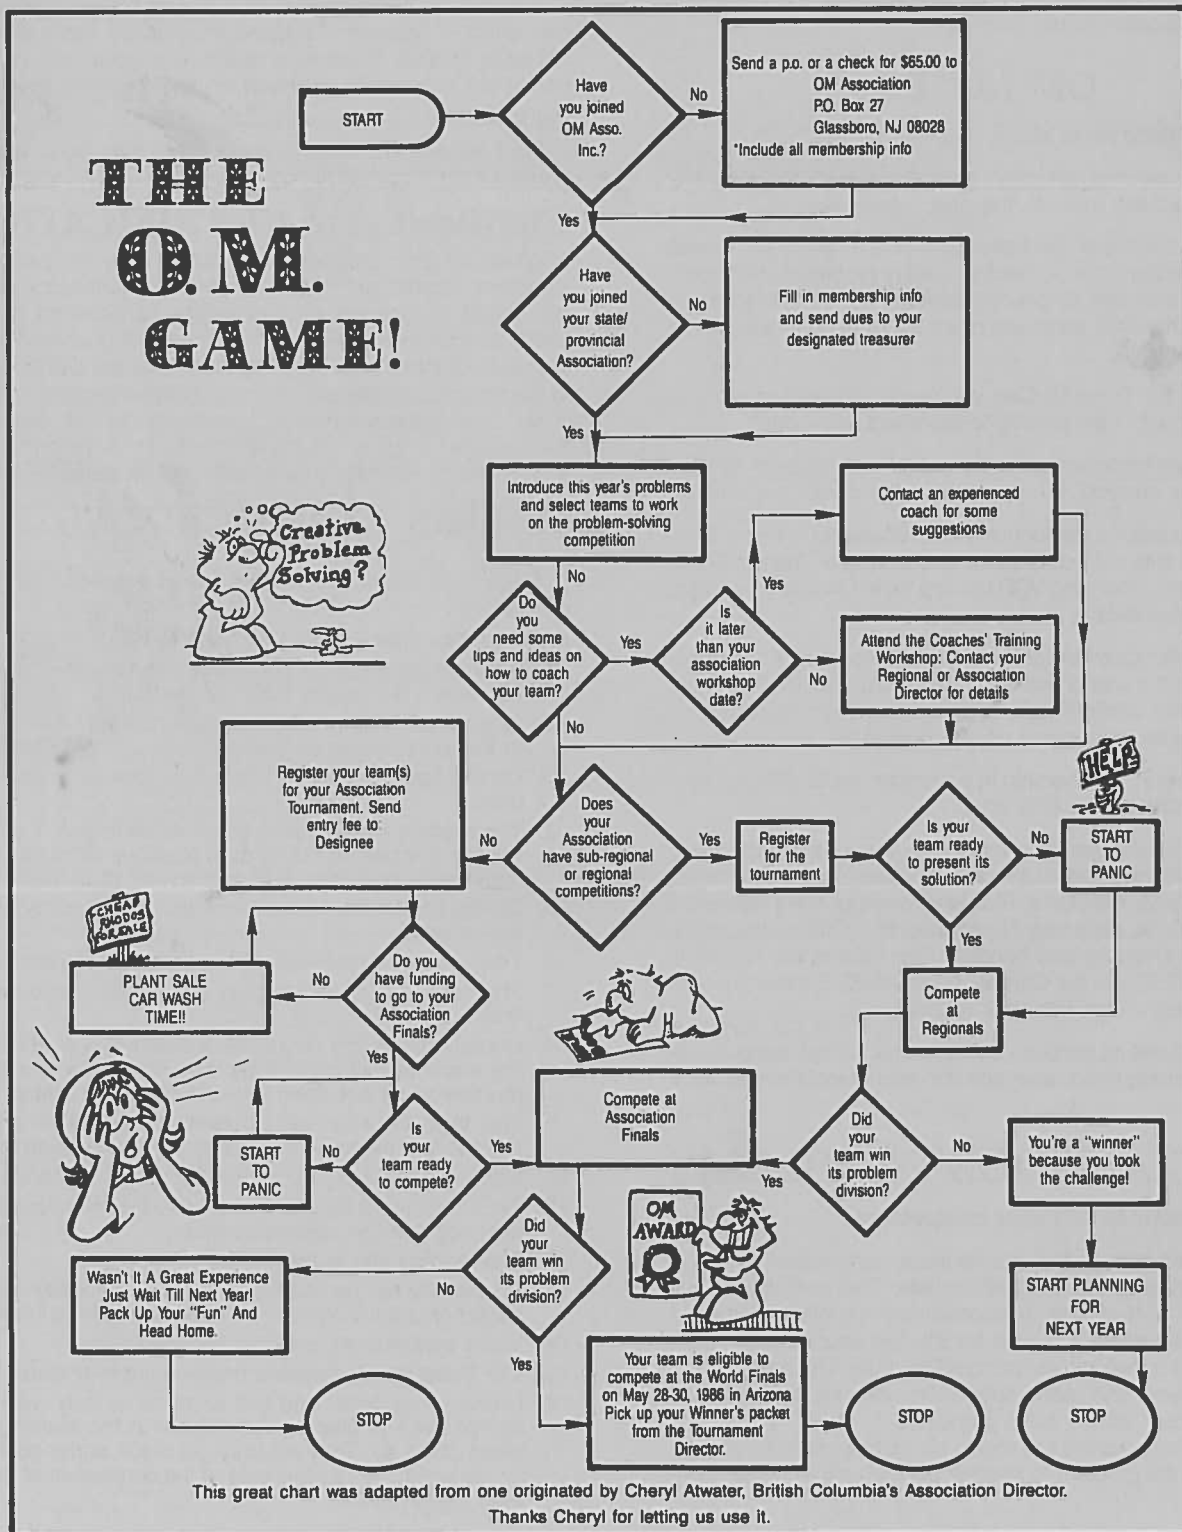 START
Have
you joined
OM Asso.
Inc.?
No
Send a p.o. or a check for $65.00 to
OM Association
P.O. Box 27
Glassboro, NJ 08028
*Include all membership info
THE
O.M.
GAME!
Yes
Have
you joined
your state/
provincial
Association?
No
Fill in membership info
and send dues to your
designated treasurer
Yes
Introduce this year's problems
and select teams to work
on the problem-solving
competition
Contact an experienced
coach for some
suggestions
Creative
Problem
Solving?
No
Do
you
need some
tips and ideas on
how to coach
your team?
Yes
Is
it later
than your
association
workshop
date?
Yes
No
Attend the Coaches' Training
Workshop: Contact your
Regional or Association
Director for details
No
Register your team(s)
for your Association
Tournament. Send
entry fee to
Designee
No
Does
your
Association
have sub-regional
or regional
competitions?
Yes
Register
for the
tournament
Is your
team ready
to present its
solution?
No
HELP
START
TO
PANIC
Yes
CHEAP
RHODOS
FOR SALE
PLANT SALE
CAR WASH
TIME!!
No
Do you
have funding
to go to your
Association
Finals?
Compete
at
Regionals
Yes
START
TO
PANIC
No
Is
your
team ready
to compete?
Yes
Compete at
Association
Finals
Yes
Did
your
team win
its problem
division?
No
You're a "winner"
because you took
the challenge!
OM
AWARD
Did
your
team win
its problem
division?
No
Wasn't It A Great Experience
Just Wait Till Next Year!
Pack Up Your "Fun" And
Head Home.
START PLANNING
FOR
NEXT YEAR
Yes
Your team is eligible to
compete at the World Finals
on May 28-30, 1986 in Arizona
Pick up your Winner's packet
from the Tournament
Director.
STOP
STOP
STOP
This great chart was adapted from one originated by Cheryl Atwater, British Columbia's Association Director.
Thanks Cheryl for letting us use it.